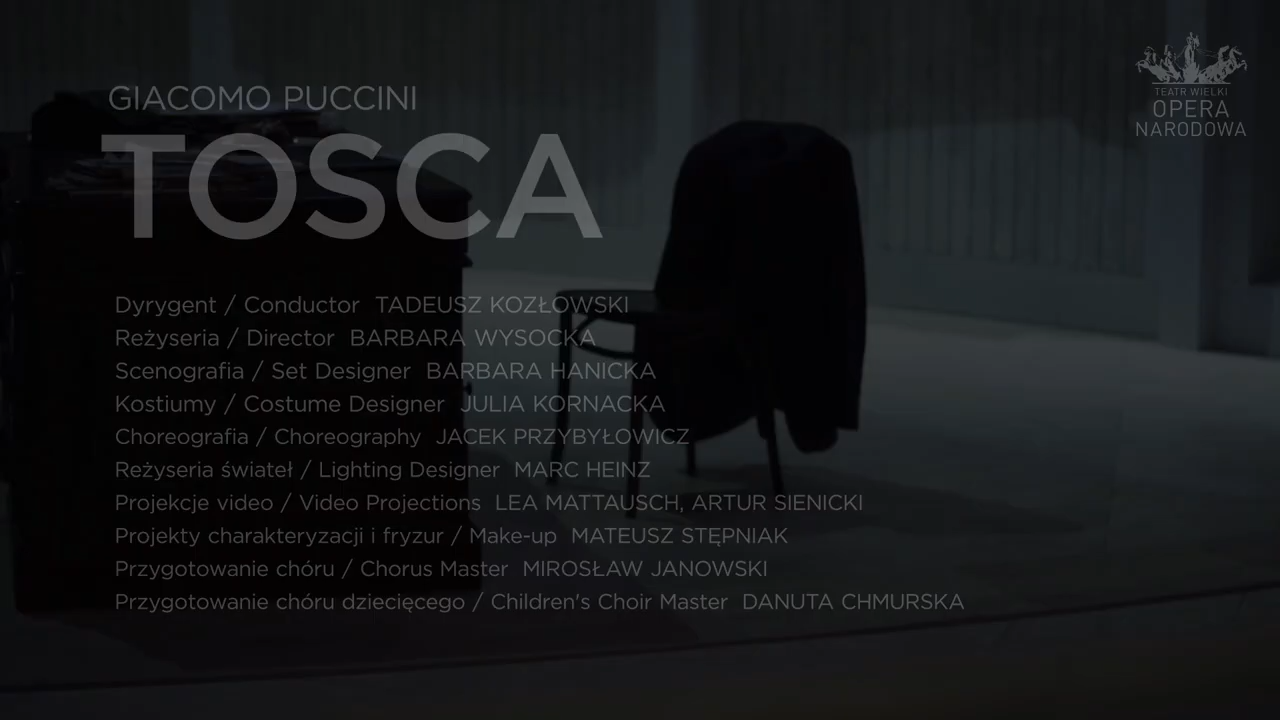 GIACOMO PUCCINI
TOSCA
Dyrygent / Conductor TADEUSZ KOZŁOWSKI
Reżyseria / Director BARBARA WYSOCKA
Scenografia / Set Designer BARBARA HANICKA
Kostiumy / Costume Designer JULIA KORNACKA
Choreografia / Choreography JACEK PRZYBYŁOWICZ
Reżyseria świateł / Lighting Designer MARC HEINZ
Projekcje video / Video Projections LEA MATTAUSCH, ARTUR SIENICKI
Projekty charakteryzacji i fryzur / Make-up MATEUSZ STĘPNIAK
Przygotowanie chóru / Chorus Master MIROSŁAW JANOWSKI
Przygotowanie chóru dziecięcego / Children's Choir Master DANUTA CHMURSKA
TEATR WIELKI
OPERA
NARODOWA